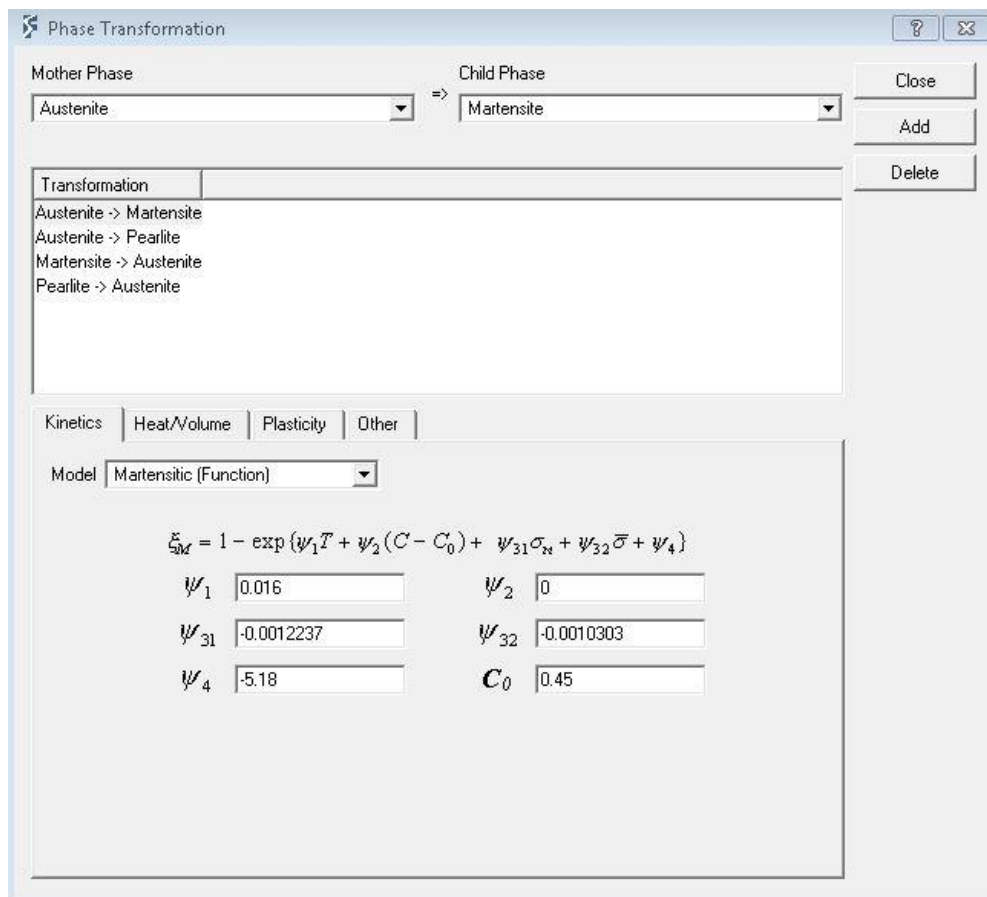 Phase Transformation
Mother Phase
Child Phase
Austenite
=>
Martensite
Close
Add
Delete
Transformation
Austenite -> Martensite
Austenite -> Pearlite
Martensite -> Austenite
Pearlite -> Austenite
Kinetics Heat/Volume Plasticity Other
Model Martensitic (Function)
ξM = 1 − exp {ψ1T + ψ2(C − C0) + ψ31σm + ψ32σ̅ + ψ4}
ψ1 0.016 ψ2 0
ψ31 -0.0012237 ψ32 -0.0010303
ψ4 -5.18 C0 0.45